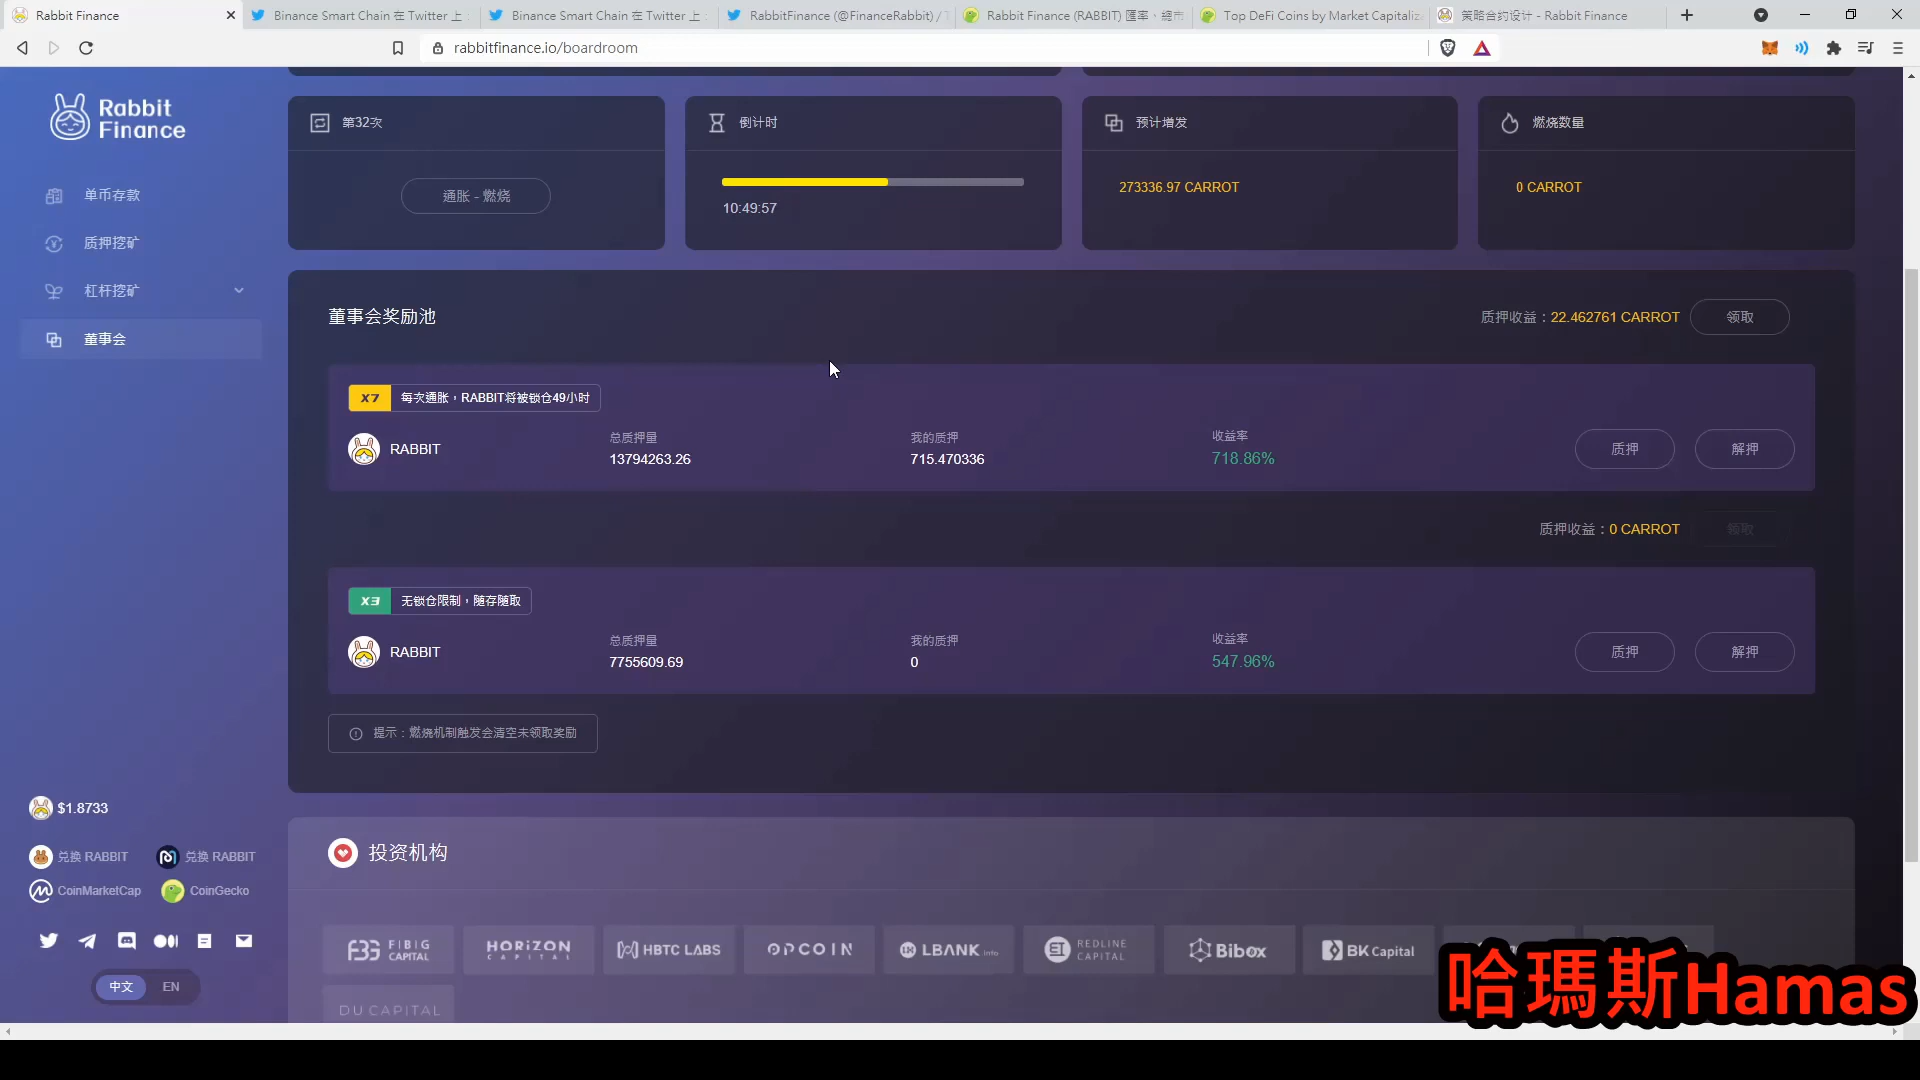 Rabbit Finance
Binance Smart Chain 在 Twitter 上
Binance Smart Chain 在 Twitter 上
RabbitFinance (@FinanceRabbit) /
Rabbit Finance (RABBIT) 匯率、總市
Top DeFi Coins by Market Capitaliz
策略合约设计 - Rabbit Finance
rabbitfinance.io/boardroom
Rabbit
Finance
单币存款
质押挖矿
杠杆挖矿
董事会
第32次
通胀 - 燃烧
倒计时
10:49:57
预计增发
273336.97 CARROT
燃烧数量
0 CARROT
董事会奖励池
质押收益：22.462761 CARROT
领取
X7 每次通胀，RABBIT将被锁仓49小时
RABBIT
总质押量
13794263.26
我的质押
715.470336
收益率
718.86%
质押
解押
质押收益：0 CARROT
领取
X3 无锁仓限制，随存随取
RABBIT
总质押量
7755609.69
我的质押
0
收益率
547.96%
质押
解押
提示：燃烧机制触发会清空未领取奖励
$1.8733
兑换 RABBIT
兑换 RABBIT
CoinMarketCap
CoinGecko
中文
EN
投资机构
FIBIG CAPITAL
HORIZON CAPITAL
HBTC LABS
OPCOIN
LBANK Info
REDLINE CAPITAL
Bibox
BK Capital
DU CAPITAL
哈瑪斯Hamas